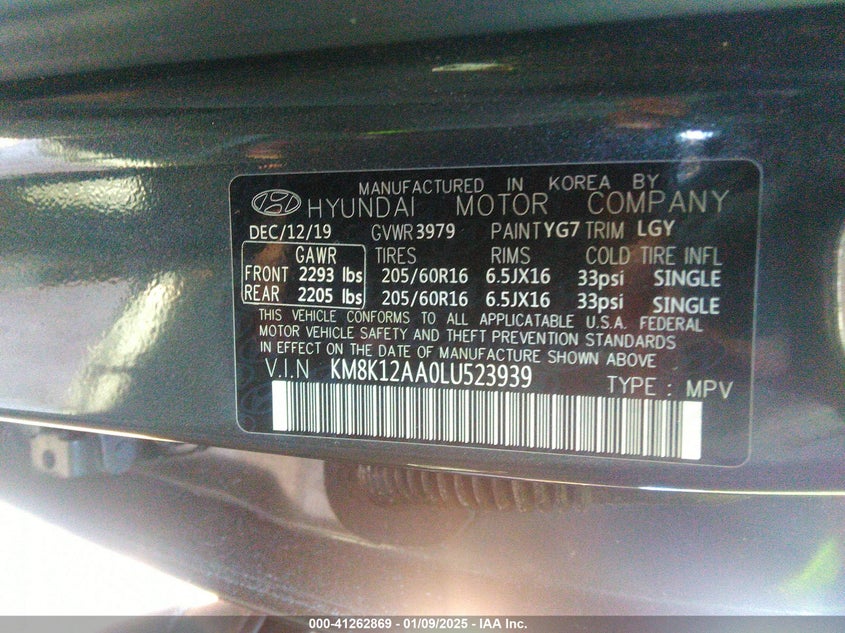 MANUFACTURED IN KOREA BY
HYUNDAI MOTOR COMPANY
DEC/12/19 GVWR 3979 PAINT YG7 TRIM LGY
GAWR TIRES RIMS COLD TIRE INFL
FRONT 2293 lbs 205/60R16 6.5JX16 33psi SINGLE
REAR 2205 lbs 205/60R16 6.5JX16 33psi SINGLE
THIS VEHICLE CONFORMS TO ALL APPLICATABLE U.S.A. FEDERAL
MOTOR VEHICLE SAFETY AND THEFT PREVENTION STANDARDS
IN EFFECT ON THE DATE OF MANUFACTURE SHOWN ABOVE
V.I.N KM8K12AA0LU523939 TYPE : MPV
000-41262869 - 01/09/2025 - IAA Inc.